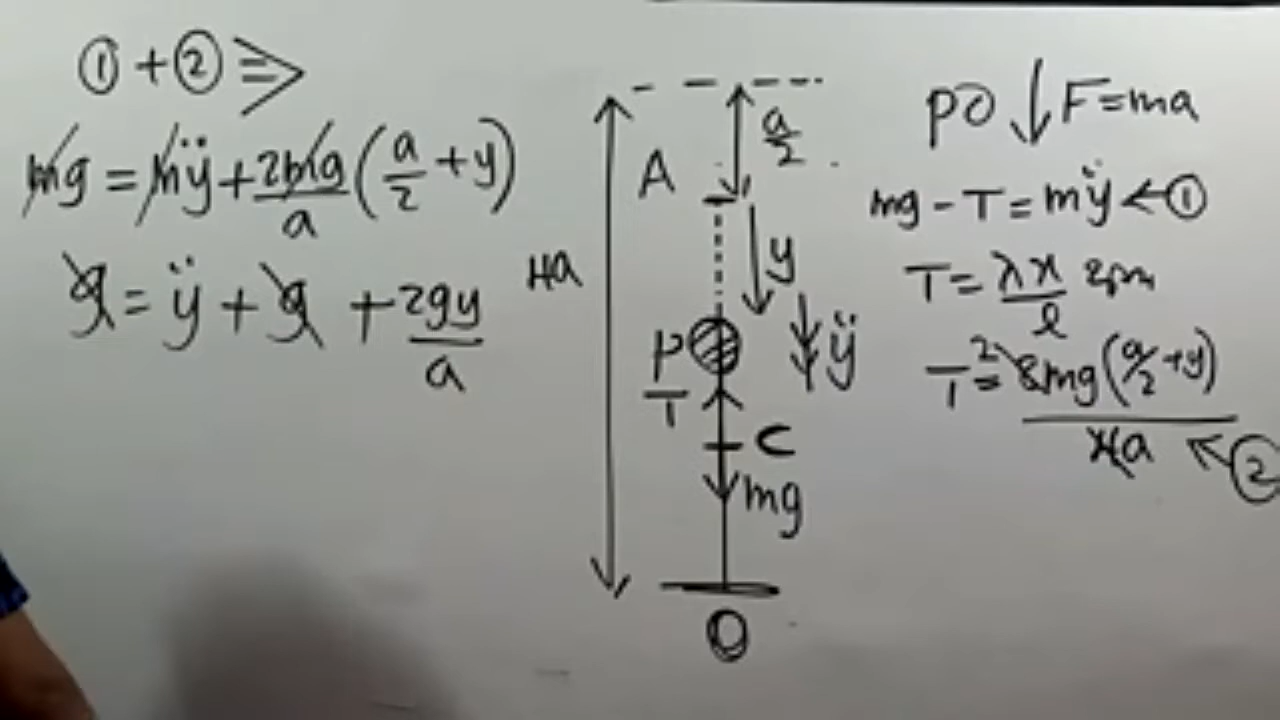 ① + ② ⇒
mg = mÿ + 2mg/a (a/2 + y)
g = ÿ + g + 2gy/a
4a
a/2
A
y
ÿ
P
T
C
mg
O
PO ↓ F = ma
mg - T = mÿ ← ①
T = λx/l
T = 8mg(a/2 + y)/4a ← ②
2